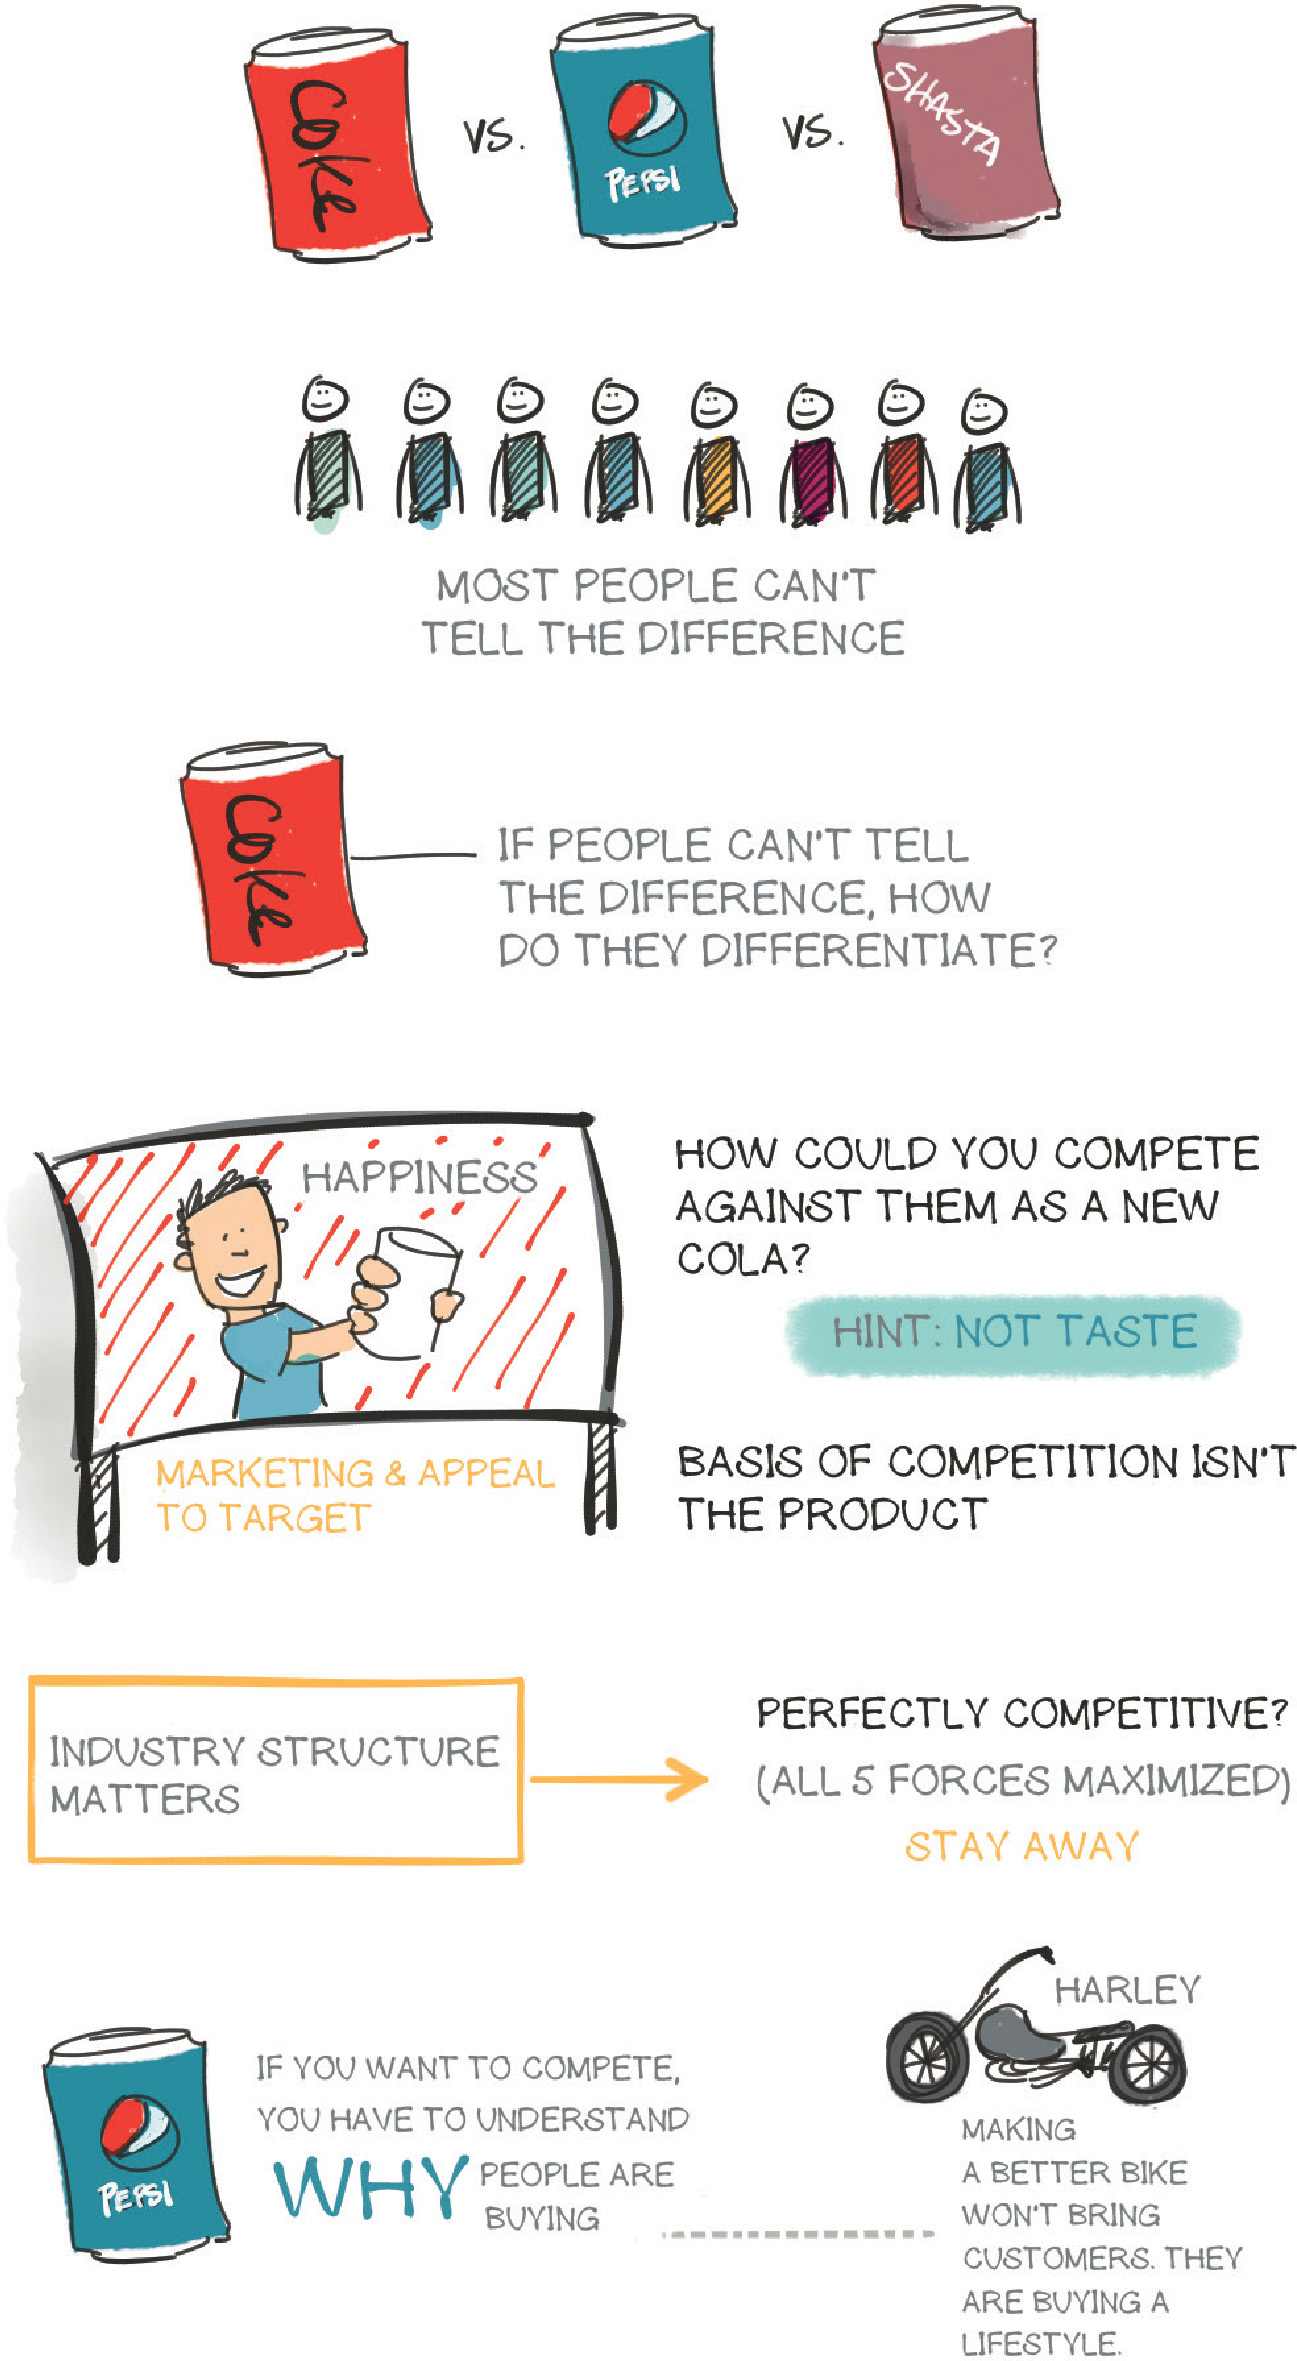 Coke
VS.
PEPSI
VS.
SHASTA
MOST PEOPLE CAN'T
TELL THE DIFFERENCE
Coke
IF PEOPLE CAN'T TELL
THE DIFFERENCE, HOW
DO THEY DIFFERENTIATE?
HAPPINESS
MARKETING & APPEAL
TO TARGET
HOW COULD YOU COMPETE
AGAINST THEM AS A NEW
COLA?
HINT: NOT TASTE
BASIS OF COMPETITION ISN'T
THE PRODUCT
INDUSTRY STRUCTURE
MATTERS
PERFECTLY COMPETITIVE?
(ALL 5 FORCES MAXIMIZED)
STAY AWAY
PEPSI
IF YOU WANT TO COMPETE,
YOU HAVE TO UNDERSTAND
WHY PEOPLE ARE
BUYING
HARLEY
MAKING
A BETTER BIKE
WON'T BRING
CUSTOMERS. THEY
ARE BUYING A
LIFESTYLE.